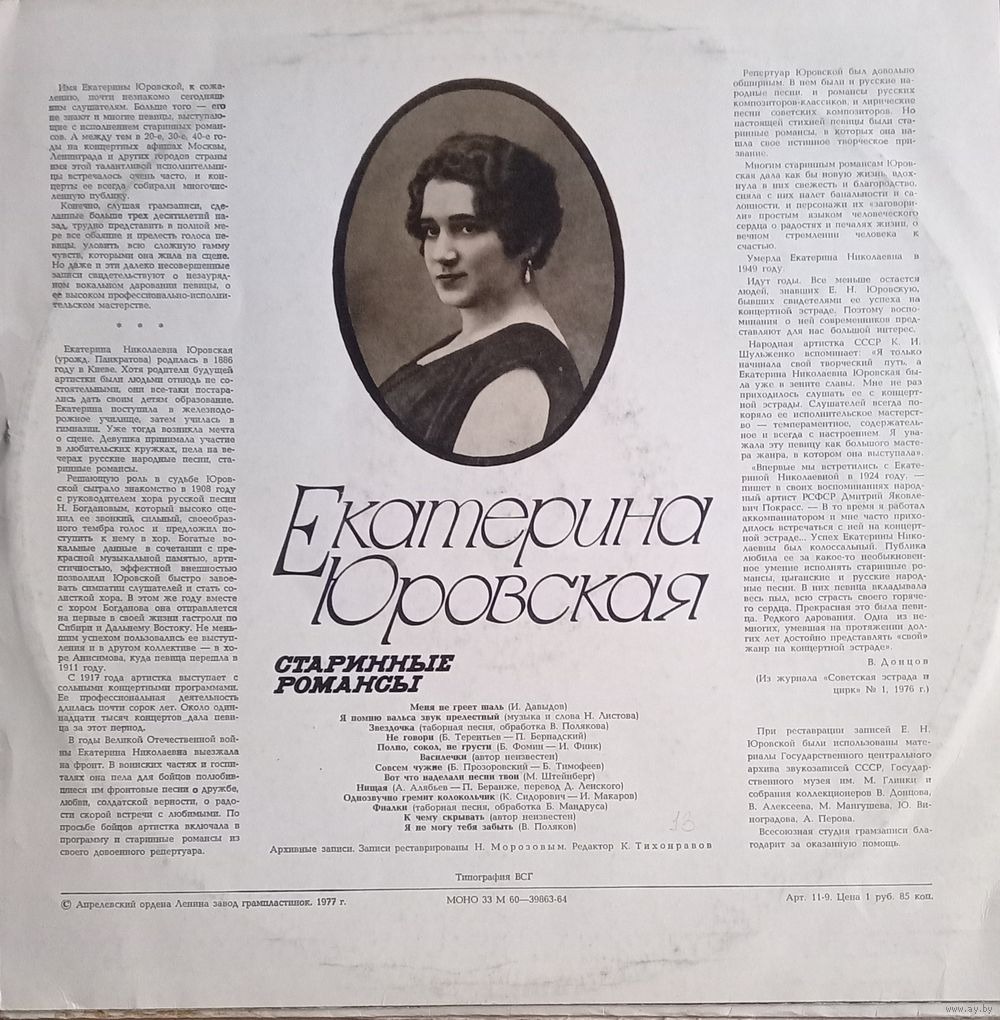 Имя Екатерины Юровской, к сожа-
лению, почти незнакомо сегодняш-
ним слушателям. Больше того — его
не знают и многие певицы, выступаю-
щие с исполнением старинных роман-
сов. А между тем в 20-е, 30-е, 40-е го-
ды на концертных афишах Москвы,
Ленинграда и других городов страны
имя этой талантливой исполнительни-
цы встречалось очень часто, и кон-
церты ее всегда собирали многочис-
ленную публику.
Конечно, слушая грамзаписи, сде-
ланные больше трех десятилетий на-
зад, трудно представить в полной ме-
ре все обаяние и прелесть голоса пе-
вицы, уловить всю сложную гамму
чувств, которыми она жила на сцене.
Но даже и эти далеко несовершенные
записи свидетельствуют о незауряд-
ном вокальном даровании певицы, о
ее высоком профессионально-исполни-
тельском мастерстве.
* * *
Екатерина Николаевна Юровская
(урожд. Панкратова) родилась в 1886
году в Киеве. Хотя родители будущей
артистки были людьми отнюдь не со-
стоятельными, они все-таки постара-
лись дать своим детям образование.
Екатерина поступила в железнодо-
рожное училище, затем училась в
гимназии. Уже тогда возникла мечта
о сцене. Девушка принимала участие
в любительских кружках, пела на ве-
черах русские народные песни, ста-
ринные романсы.
Решающую роль в судьбе Юров-
ской сыграло знакомство в 1908 году
с руководителем хора русской песни
Н. Богдановым, который высоко оце-
нил ее звонкий, сильный, своеобраз-
ного тембра голос и предложил по-
ступить к нему в хор. Богатые во-
кальные данные в сочетании с пре-
красной музыкальной памятью, арти-
стичностью, эффектной внешностью
позволили Юровской быстро завое-
вать симпатии слушателей и стать со-
листкой хора. В этом же году вместе
с хором Богданова она отправляется
на первые в своей жизни гастроли по
Сибири и Дальнему Востоку. Не мень-
шим успехом пользовались ее выступ-
ления и в другом коллективе — в хо-
ре Анисимова, куда певица перешла в
1911 году.
С 1917 года артистка выступает с
сольными концертными программами.
Ее профессиональная деятельность
длилась почти сорок лет. Около один-
надцати тысяч концертов дала певи-
ца за этот период.
В годы Великой Отечественной вой-
ны Екатерина Николаевна выезжала
на фронт. В воинских частях и госпи-
талях она пела для бойцов полюбив-
шиеся им фронтовые песни о дружбе,
любви, солдатской верности, о радо-
сти скорой встречи с любимыми. По
просьбе бойцов артистка включала в
программу и старинные романсы из
своего довоенного репертуара.
Екатерина
Юровская
СТАРИННЫЕ
РОМАНСЫ
Меня не греет шаль (И. Давыдов)
Я помню вальса звук прелестный (музыка и слова Н. Листова)
Звездочка (таборная песня, обработка В. Полякова)
Не говори (Б. Терентьев — П. Бернадский)
Полно, сокол, не грусти (Б. Фомин — И. Финк)
Василечки (автор неизвестен)
Совсем чужие (Б. Прозоровский — Б. Тимофеев)
Вот что наделали песни твои (М. Штейнберг)
Нищая (А. Алябьев — П. Беранже, перевод Д. Ленского)
Однозвучно гремит колокольчик (К. Сидорович — И. Макаров)
Фиалки (таборная песня, обработка Б. Мандруса)
К чему скрывать (автор неизвестен)
Я не могу тебя забыть (В. Поляков)
13
Архивные записи. Записи реставрированы Н. Морозовым. Редактор К. Тихонравов
Репертуар Юровской был довольно
обширным. В нем были и русские на-
родные песни, и романсы русских
композиторов-классиков, и лирические
песни советских композиторов. Но
настоящей стихией певицы были ста-
ринные романсы, в которых она на-
шла свое истинное творческое при-
звание.
Многим старинным романсам Юров-
ская дала как бы новую жизнь, вдох-
нула в них свежесть и благородство,
сняла с них налет банальности и са-
лонности, и персонажи их «заговори-
ли» простым языком человеческого
сердца о радостях и печалях жизни, о
вечном стремлении человека к
счастью.
Умерла Екатерина Николаевна в
1949 году.
Идут годы. Все меньше остается
людей, знавших Е. Н. Юровскую,
бывших свидетелями ее успеха на
концертной эстраде. Поэтому воспо-
минания о ней современников пред-
ставляют для нас большой интерес.
Народная артистка СССР К. И.
Шульженко вспоминает: «Я только
начинала свой творческий путь, а
Екатерина Николаевна Юровская бы-
ла уже в зените славы. Мне не раз
приходилось слушать ее с концерт-
ной эстрады. Слушателей всегда по-
коряло ее исполнительское мастерст-
во — темпераментное, содержатель-
ное и всегда с настроением. Я ува-
жала эту певицу как большого масте-
ра жанра, в котором она выступала».
«Впервые мы встретились с Екате-
риной Николаевной в 1924 году, —
пишет в своих воспоминаниях народ-
ный артист РСФСР Дмитрий Яковле-
вич Покрасс. — В то время я работал
аккомпаниатором и мне часто прихо-
дилось встречаться с ней на концерт-
ной эстраде... Успех Екатерины Нико-
лаевны был колоссальный. Публика
любила ее за какое-то необыкновен-
ное умение исполнять старинные ро-
мансы, цыганские и русские народ-
ные песни. В них певица вкладывала
весь пыл, всю страсть своего горяче-
го сердца. Прекрасная это была певи-
ца. Редкого дарования. Одна из не-
многих, умевшая на протяжении дол-
гих лет достойно представлять «свой»
жанр на концертной эстраде».
В. Донцов
(Из журнала «Советская эстрада и
цирк» № 1, 1976 г.)
При реставрации записей Е. Н.
Юровской были использованы мате-
риалы Государственного центрального
архива звукозаписей СССР, Государ-
ственного музея им. М. Глинки и
собрания коллекционеров В. Донцова,
В. Алексеева, М. Мангушева, Ю. Ви-
ноградова, А. Перова.
Всесоюзная студия грамзаписи бла-
годарит за оказанную помощь.
Типография ВСГ
© Апрелевский ордена Ленина завод грампластинок. 1977 г.
МОНО 33 М 60—39863-64
Арт. 11-9. Цена 1 руб. 85 коп.
www.ay.by